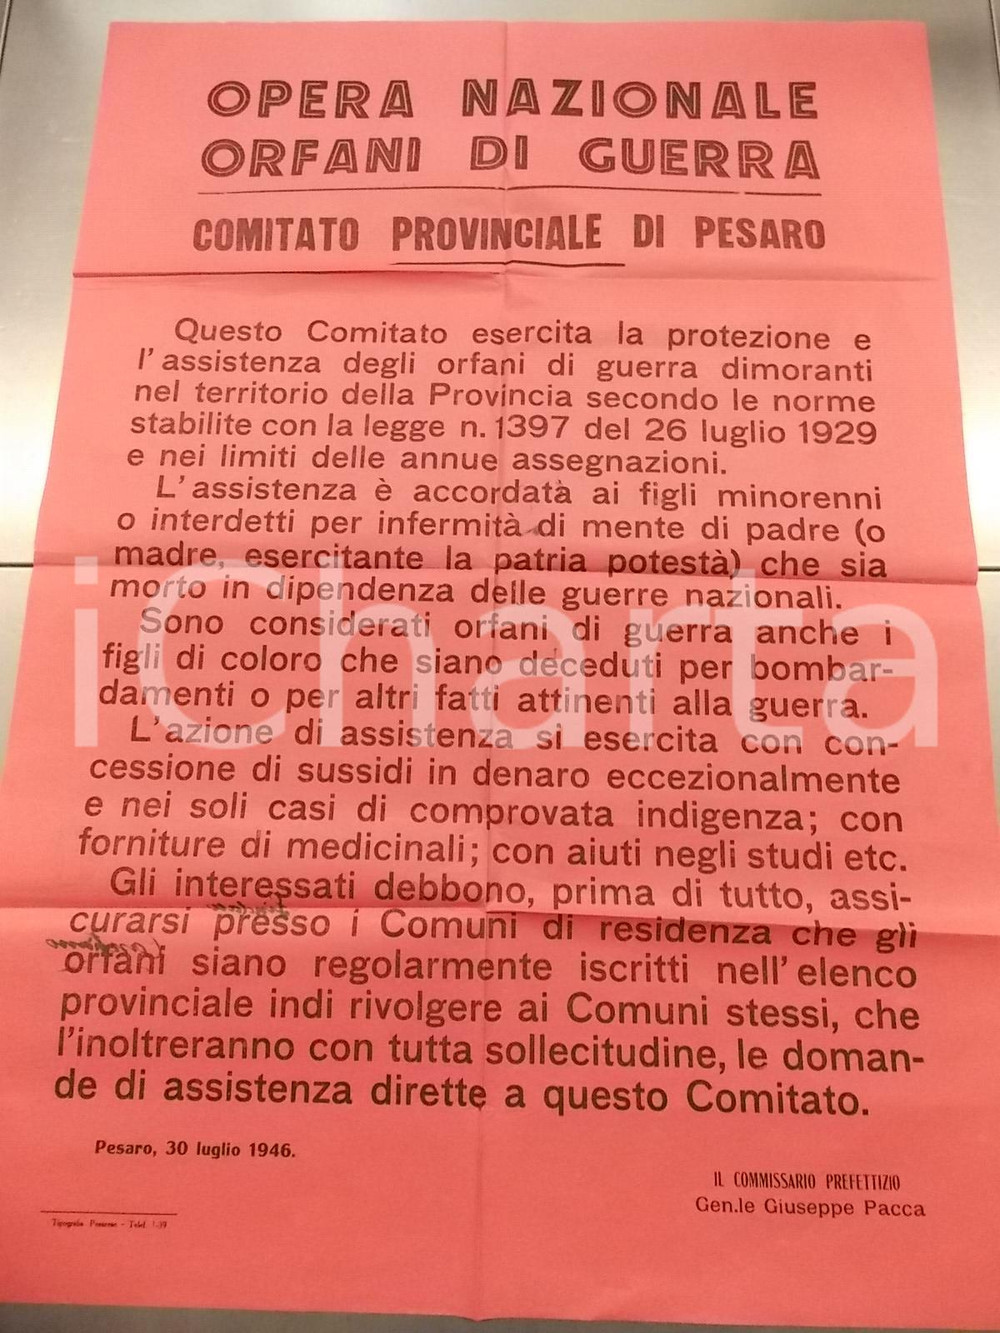 OPERA NAZIONALE
ORFANI DI GUERRA
COMITATO PROVINCIALE DI PESARO
Questo Comitato esercita la protezione e
l'assistenza degli orfani di guerra dimoranti
nel territorio della Provincia secondo le norme
stabilite con la legge n. 1397 del 26 luglio 1929
e nei limiti delle annue assegnazioni.
L'assistenza è accordatà ai figli minorenni
o interdetti per infermità di mente di padre (o
madre, esercitante la patria potestà) che sia
morto in dipendenza delle guerre nazionali.
Sono considerati orfani di guerra anche i
figli di coloro che siano deceduti per bombar-
damenti o per altri fatti attinenti alla guerra.
L'azione di assistenza si esercita con con-
cessione di sussidi in denaro eccezionalmente
e nei soli casi di comprovata indigenza; con
forniture di medicinali; con aiuti negli studi etc.
Gli interessati debbono, prima di tutto, assi-
curarsi presso i Comuni di residenza che gli
orfani siano regolarmente iscritti nell'elenco
provinciale indi rivolgere ai Comuni stessi, che
l'inoltreranno con tutta sollecitudine, le doman-
de di assistenza dirette a questo Comitato.
Pesaro, 30 luglio 1946.
IL COMMISSARIO PREFETTIZIO
Gen.le Giuseppe Pacca
Tipografia Pesarese - Telef. 1-39
iCharta